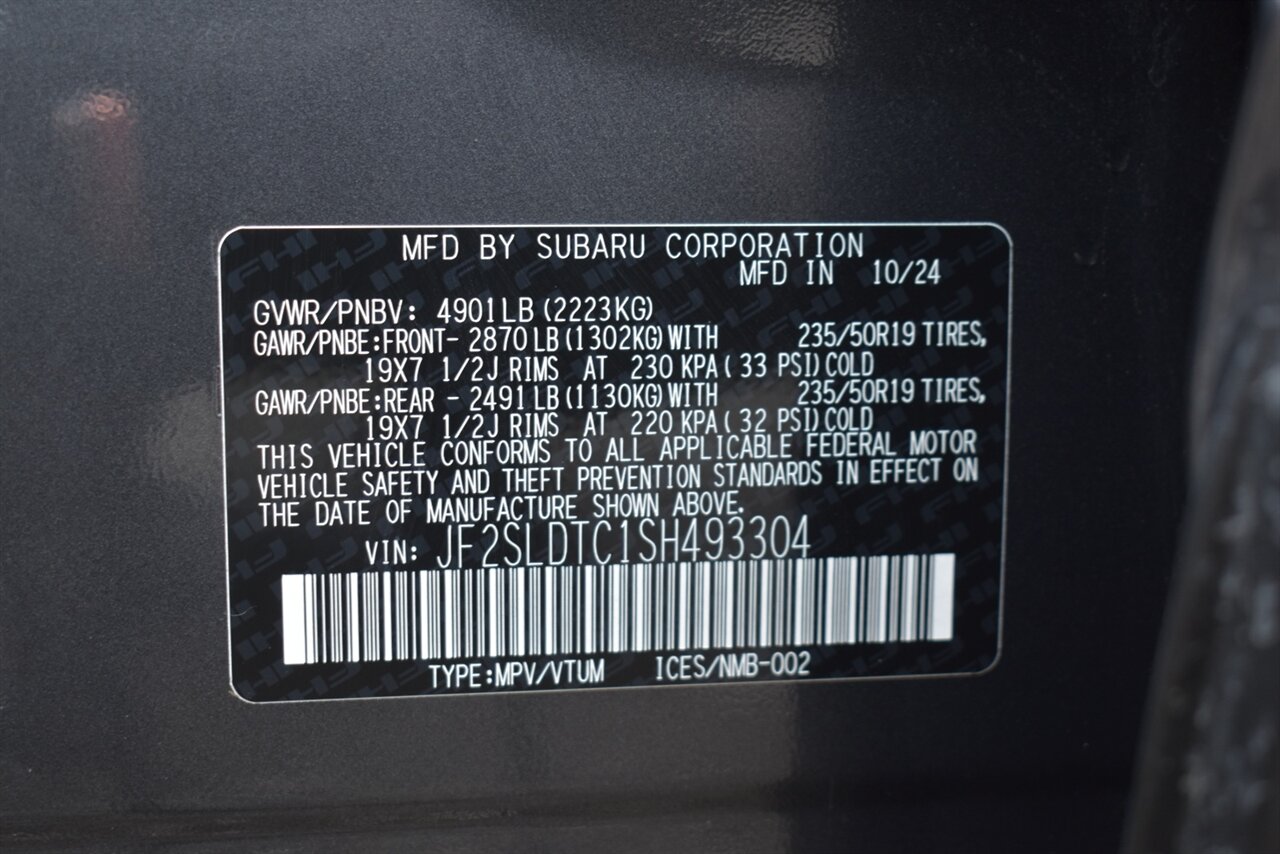 MFD BY SUBARU CORPORATION
MFD IN 10/24
GVWR/PNBV: 4901LB (2223KG)
GAWR/PNBE:FRONT- 2870 LB (1302KG) WITH 235/50R19 TIRES,
19X7 1/2J RIMS AT 230 KPA ( 33 PSI) COLD
GAWR/PNBE:REAR - 2491 LB (1130KG) WITH 235/50R19 TIRES,
19X7 1/2J RIMS AT 220 KPA ( 32 PSI) COLD
THIS VEHICLE CONFORMS TO ALL APPLICABLE FEDERAL MOTOR
VEHICLE SAFETY AND THEFT PREVENTION STANDARDS IN EFFECT ON
THE DATE OF MANUFACTURE SHOWN ABOVE.
VIN: JF2SLDTC1SH493304
TYPE:MPV/VTUM ICES/NMB-002